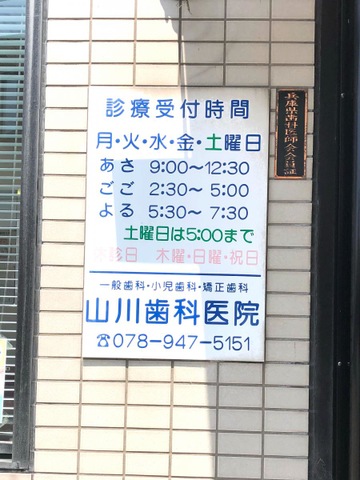 診療受付時間
月・火・水・金・土曜日
あさ 9:00〜12:30
ごご 2:30〜5:00
よる 5:30〜7:30
土曜日は5:00まで
休診日 木曜・日曜・祝日
一般歯科・小児歯科・矯正歯科
山川歯科医院
☎078-947-5151
兵庫県歯科医師会会員証